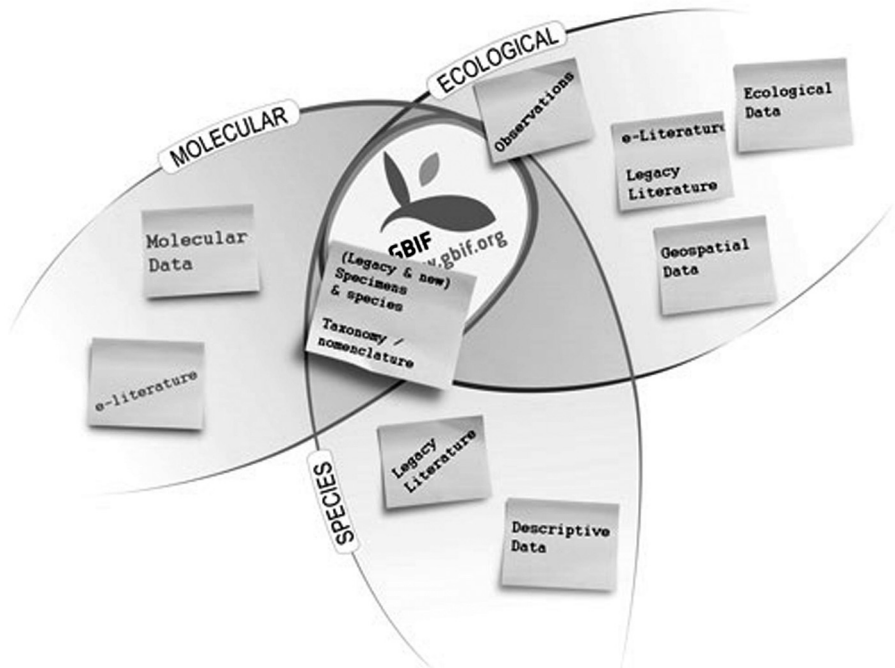 ECOLOGICAL
MOLECULAR
Observations
Ecological
Data
e-Literature
Legacy
Literature
Geospatial
Data
Molecular
Data
GBIF
.gbif.org
(Legacy & new)
Specimens
& species
Taxonomy /
nomenclature
e-literature
SPECIES
Legacy
Literature
Descriptive
Data